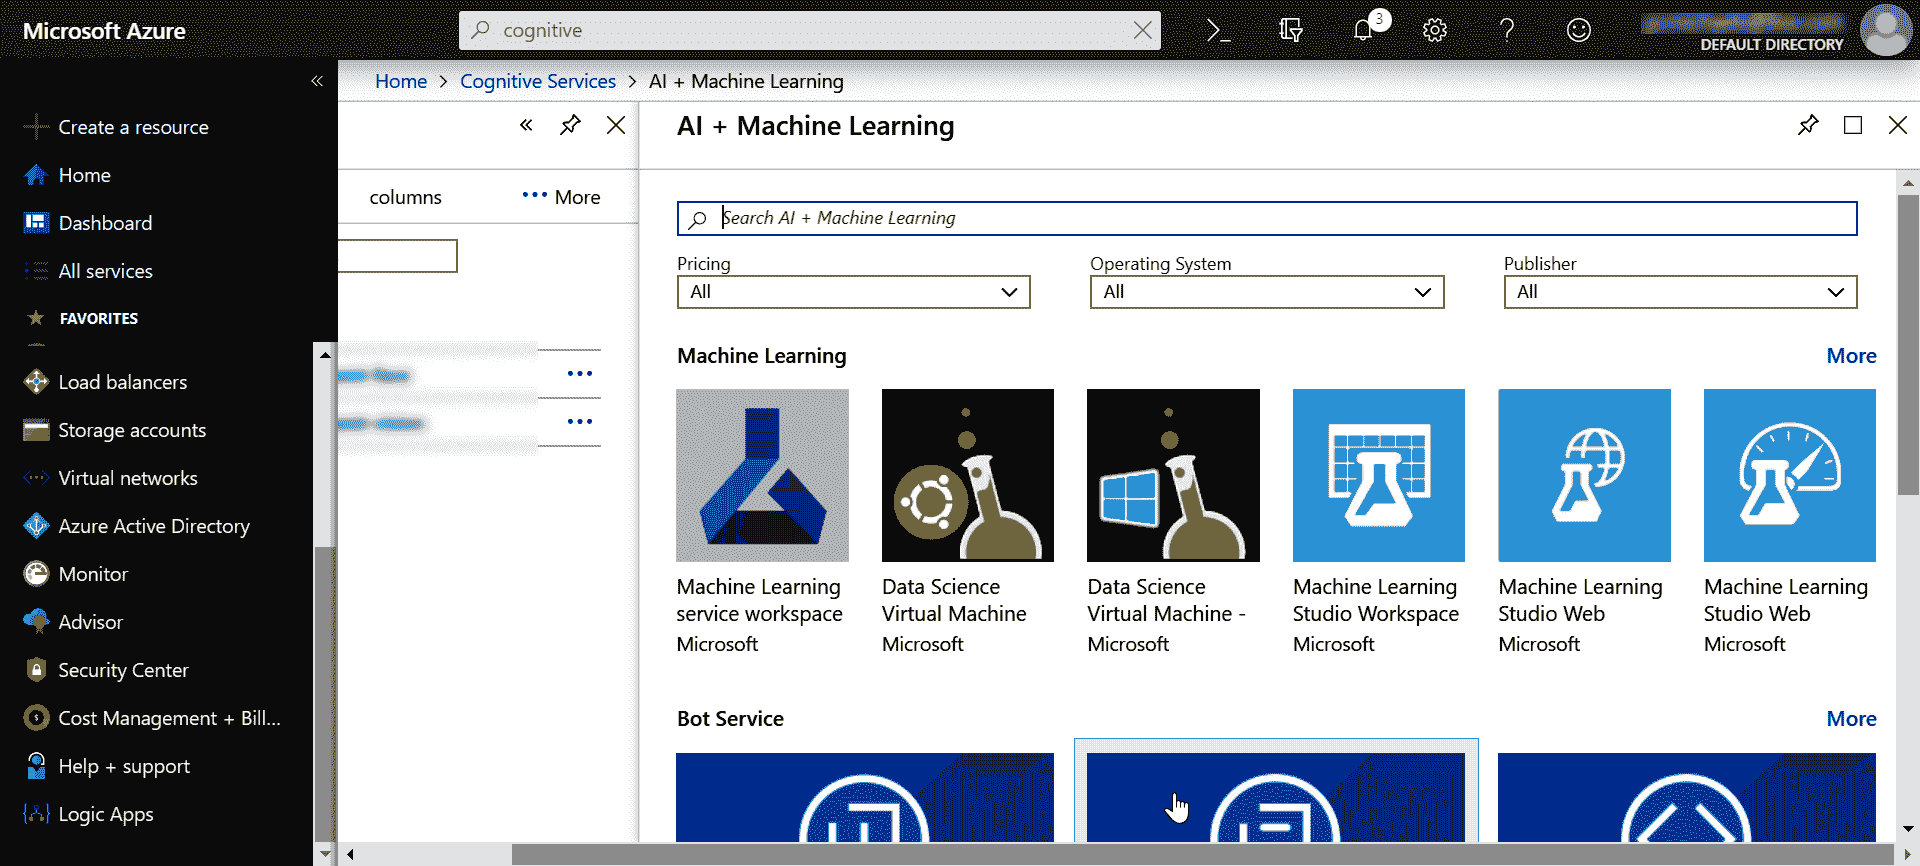 Microsoft Azure
cognitive
3
DEFAULT DIRECTORY
Home > Cognitive Services > AI + Machine Learning
Create a resource
Home
Dashboard
All services
FAVORITES
Load balancers
Storage accounts
Virtual networks
Azure Active Directory
Monitor
Advisor
Security Center
Cost Management + Bill...
Help + support
Logic Apps
columns
••• More
AI + Machine Learning
Search AI + Machine Learning
Pricing
All
Operating System
All
Publisher
All
Machine Learning
More
Machine Learning
service workspace
Microsoft
Data Science
Virtual Machine
Microsoft
Data Science
Virtual Machine -
Microsoft
Machine Learning
Studio Workspace
Microsoft
Machine Learning
Studio Web
Microsoft
Machine Learning
Studio Web
Microsoft
Bot Service
More